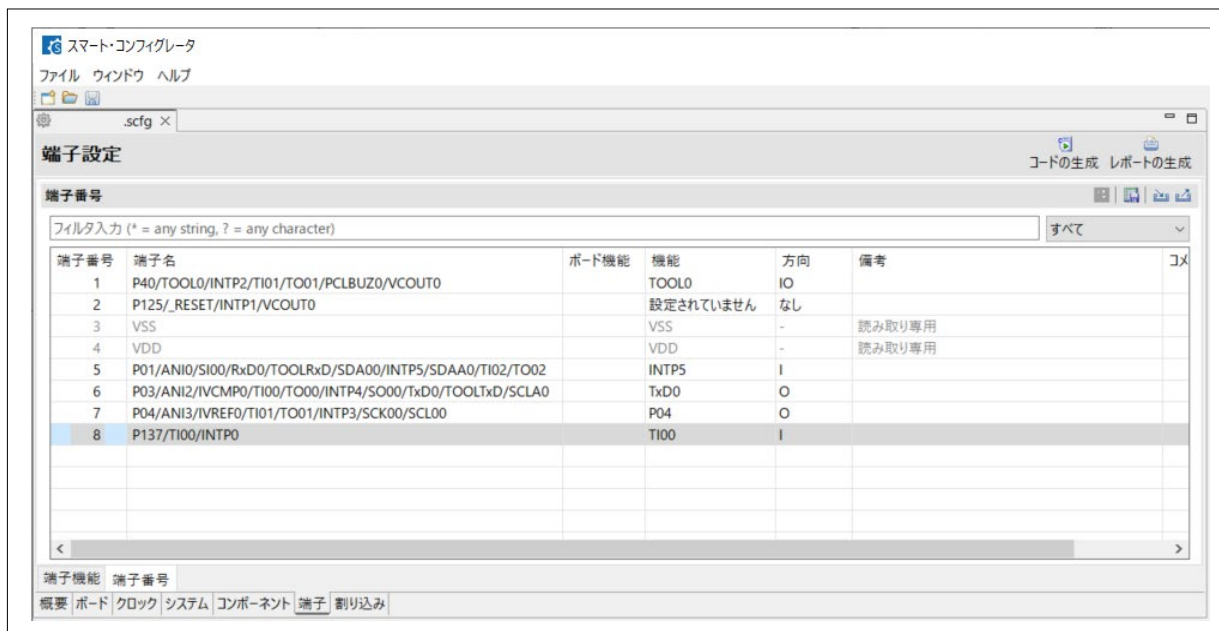 スマート・コンフィグレータ
ファイル ウィンドウ ヘルプ
.scfg ×
端子設定
コードの生成 レポートの生成
端子番号
フィルタ入力 (* = any string, ? = any character)
すべて
端子番号 端子名 ボード機能 機能 方向 備考 コメ
1 P40/TOOL0/INTP2/TI01/TO01/PCLBUZ0/VCOUT0 TOOL0 IO
2 P125/_RESET/INTP1/VCOUT0 設定されていません なし
3 VSS VSS - 読み取り専用
4 VDD VDD - 読み取り専用
5 P01/ANI0/SI00/RxD0/TOOLRxD/SDA00/INTP5/SDAA0/TI02/TO02 INTP5 I
6 P03/ANI2/IVCMP0/TI00/TO00/INTP4/SO00/TxD0/TOOLTxD/SCLA0 TxD0 O
7 P04/ANI3/IVREF0/TI01/TO01/INTP3/SCK00/SCL00 P04 O
8 P137/TI00/INTP0 TI00 I
端子機能 端子番号
概要 ボード クロック システム コンポーネント 端子 割り込み